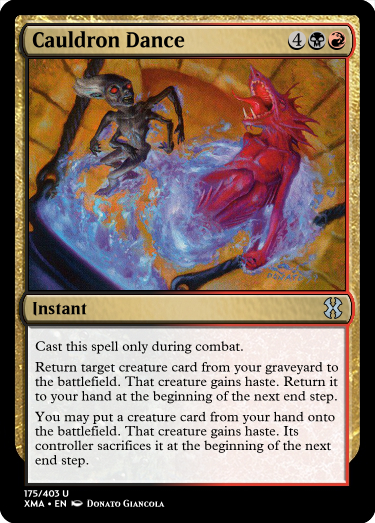 Cauldron Dance 4
Instant
Cast this spell only during combat.
Return target creature card from your graveyard to
the battlefield. That creature gains haste. Return it
to your hand at the beginning of the next end step.
You may put a creature card from your hand onto
the battlefield. That creature gains haste. Its
controller sacrifices it at the beginning of the next
end step.
175/403 U
XMA • EN Donato Giancola